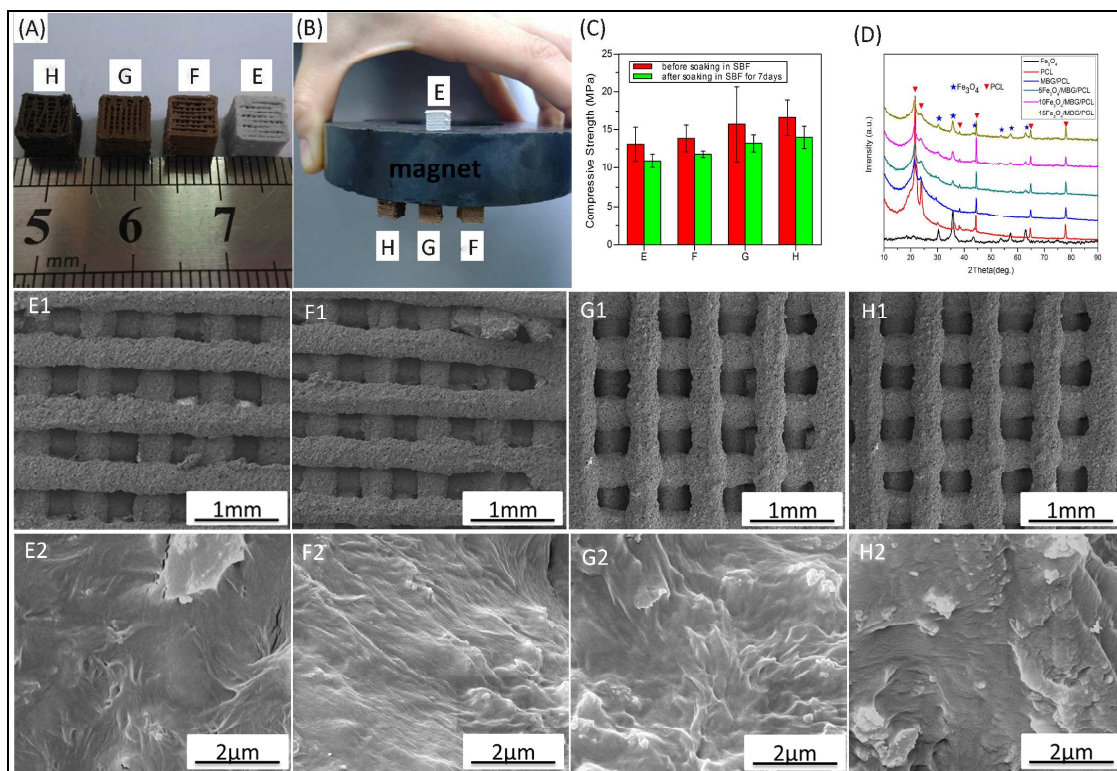 (A)
H
G
F
E
5
6
7
mm
(B)
E
magnet
H
G
F
(C)
Compressive Strength (MPa)
25
20
15
10
5
0
before soaking in SBF
after soaking in SBF for 7days
E
F
G
H
(D)
Inensity (a.u.)
Fe₃O₄
PCL
Fe₃O₄
PCL
MBG/PCL
5Fe₃O₄/MBG/PCL
10Fe₃O₄/MBG/PCL
15Fe₃O₄/MBG/PCL
10
20
30
40
50
60
70
80
90
2Theta(deg.)
E1
1mm
F1
1mm
G1
1mm
H1
1mm
E2
2μm
F2
2μm
G2
2μm
H2
2μm